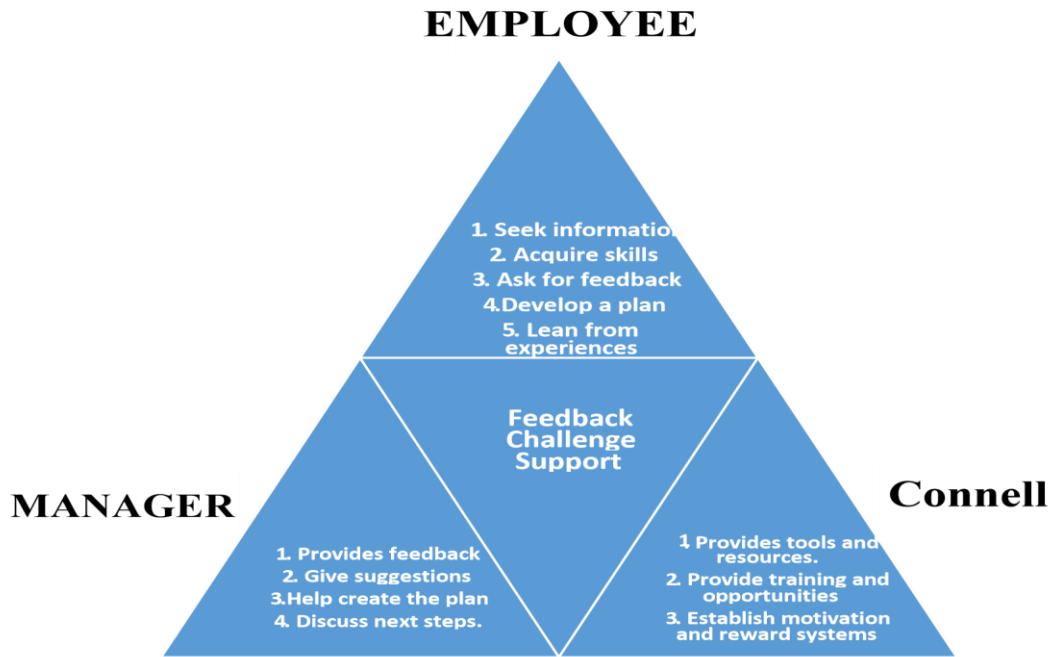 EMPLOYEE
1. Seek information
2. Acquire skills
3. Ask for feedback
4.Develop a plan
5. Lean from
experiences
Feedback
Challenge
Support
MANAGER
Connell
1. Provides feedback
2. Give suggestions
3.Help create the plan
4. Discuss next steps.
1. Provides tools and
resources.
2. Provide training and
opportunities
3. Establish motivation
and reward systems